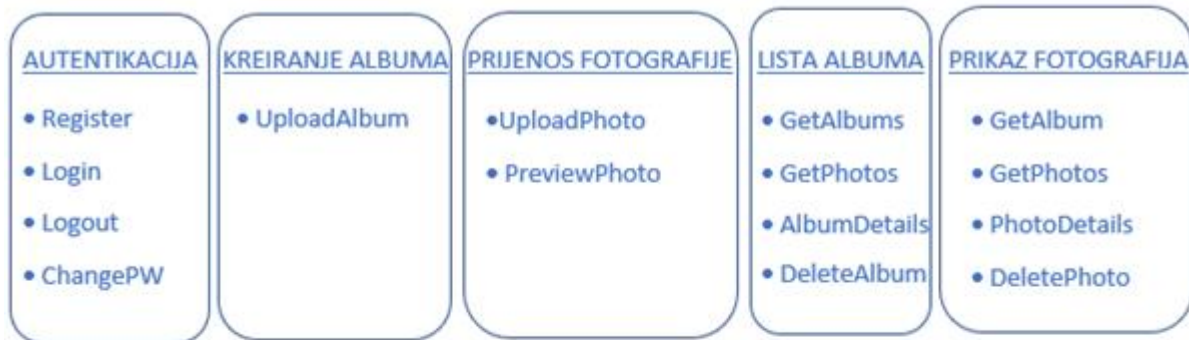 AUTENTIKACIJA
• Register
• Login
• Logout
• ChangePW
KREIRANJE ALBUMA
• UploadAlbum
PRIJENOS FOTOGRAFIJE
•UploadPhoto
• PreviewPhoto
LISTA ALBUMA
• GetAlbums
• GetPhotos
• AlbumDetails
• DeleteAlbum
PRIKAZ FOTOGRAFIJA
• GetAlbum
• GetPhotos
• PhotoDetails
• DeletePhoto